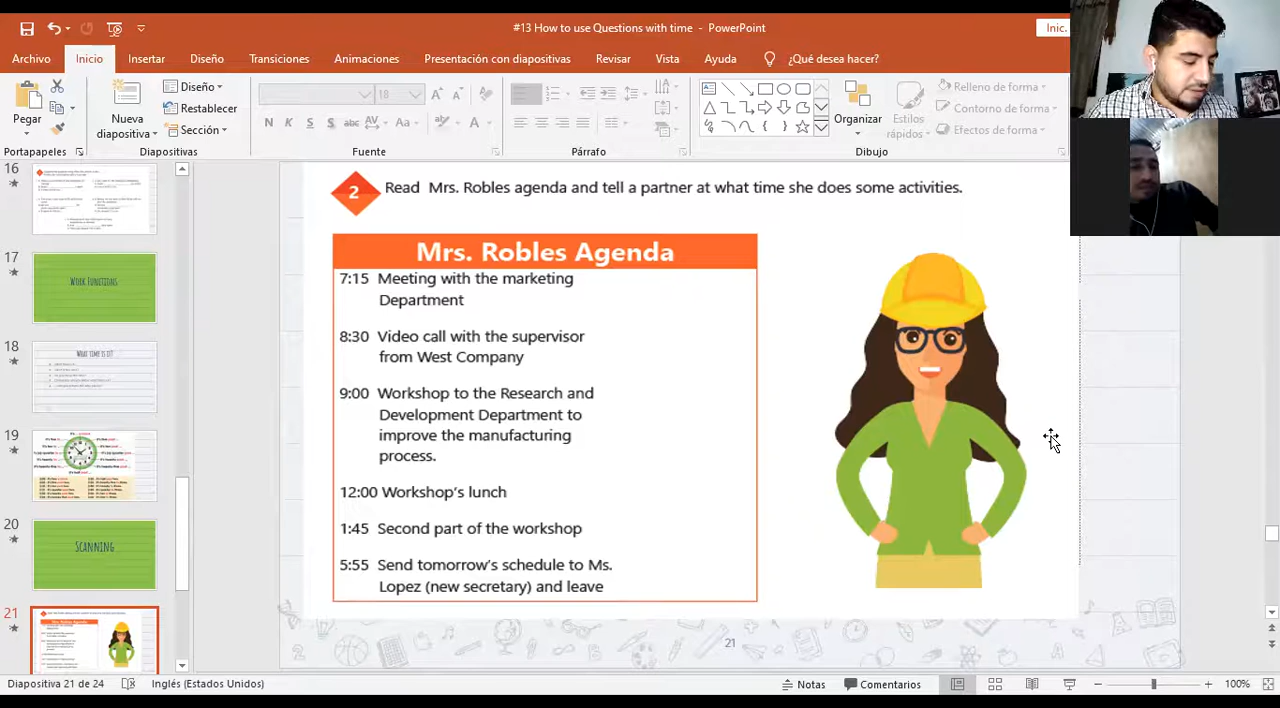 #13 How to use Questions with time - PowerPoint
Inic.
Archivo Inicio Insertar Diseño Transiciones Animaciones Presentación con diapositivas Revisar Vista Ayuda ¿Qué desea hacer?
Pegar
Nueva
diapositiva
Diseño
Restablecer
Sección
18
N K S S abc AV Aa A
Organizar
Estilos
rápidos
Relleno de forma
Contorno de forma
Efectos de forma
Portapapeles Diapositivas Fuente Párrafo Dibujo
16
17
Work Functions
18
What time is it?
19
20
Scanning
21
2 Read Mrs. Robles agenda and tell a partner at what time she does some activities.
Mrs. Robles Agenda
7:15 Meeting with the marketing
Department
8:30 Video call with the supervisor
from West Company
9:00 Workshop to the Research and
Development Department to
improve the manufacturing
process.
12:00 Workshop's lunch
1:45 Second part of the workshop
5:55 Send tomorrow's schedule to Ms.
Lopez (new secretary) and leave
21
Diapositiva 21 de 24 Inglés (Estados Unidos) Notas Comentarios 100%